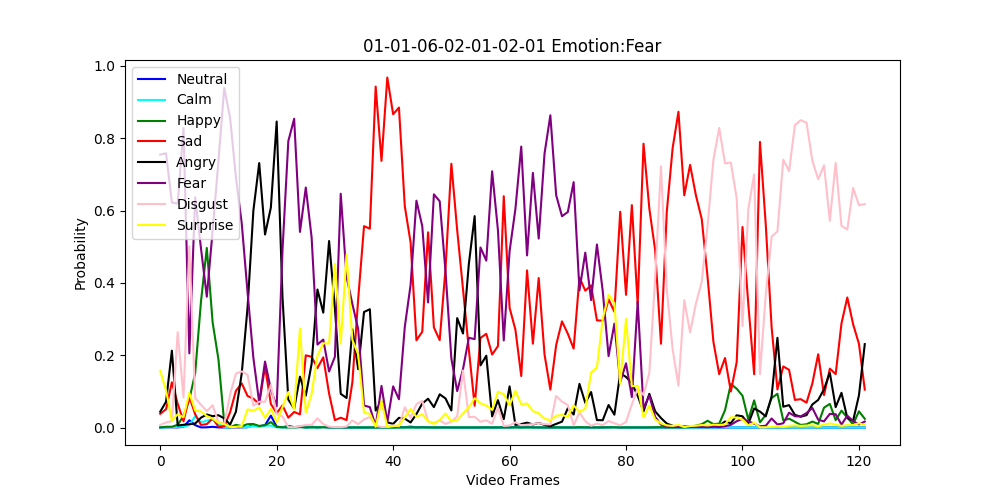 01-01-06-02-01-02-01 Emotion:Fear
Probability
1.0
0.8
0.6
0.4
0.2
0.0
Neutral
Calm
Happy
Sad
Angry
Fear
Disgust
Surprise
0 20 40 60 80 100 120
Video Frames